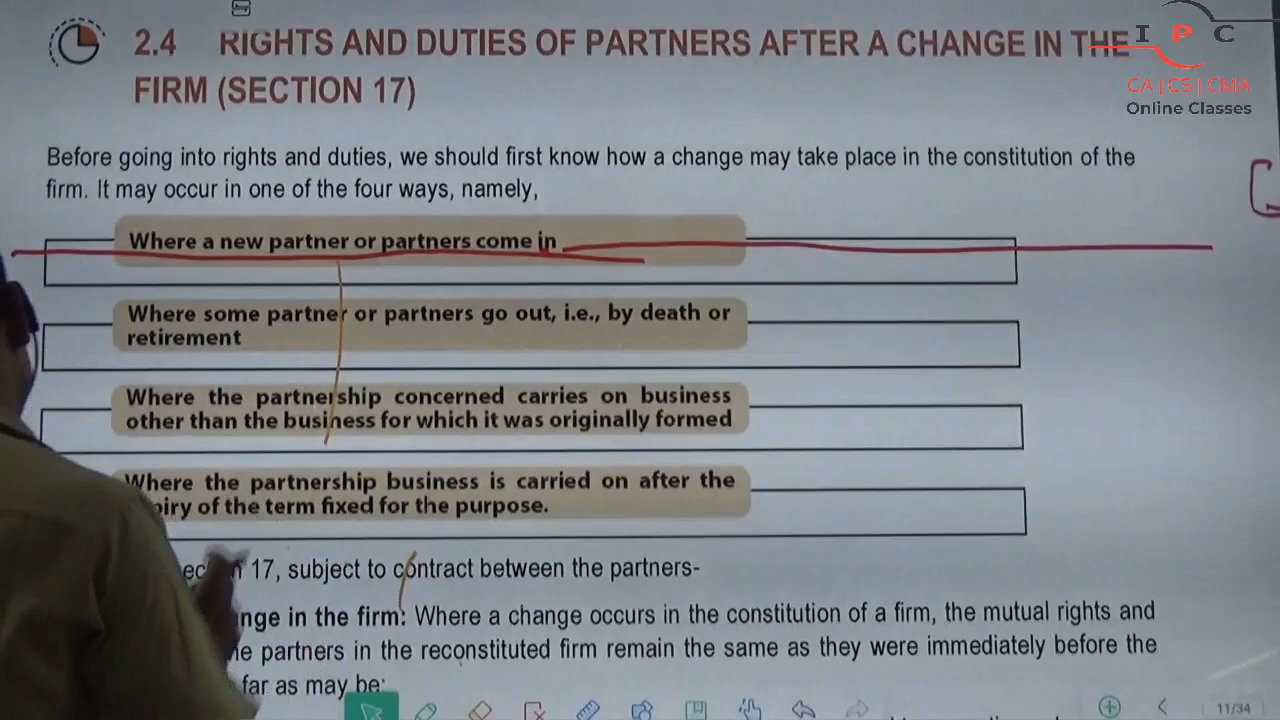 I P C
CA | CS | CMA
Online Classes
2.4 RIGHTS AND DUTIES OF PARTNERS AFTER A CHANGE IN THE
FIRM (SECTION 17)
Before going into rights and duties, we should first know how a change may take place in the constitution of the
firm. It may occur in one of the four ways, namely,
Where a new partner or partners come in
Where some partner or partners go out, i.e., by death or
retirement
Where the partnership concerned carries on business
other than the business for which it was originally formed
Where the partnership business is carried on after the
of the term fixed for the purpose.
17, subject to contract between the partners-
in the firm: Where a change occurs in the constitution of a firm, the mutual rights and
partners in the reconstituted firm remain the same as they were immediately before the
far as may be:
11/34